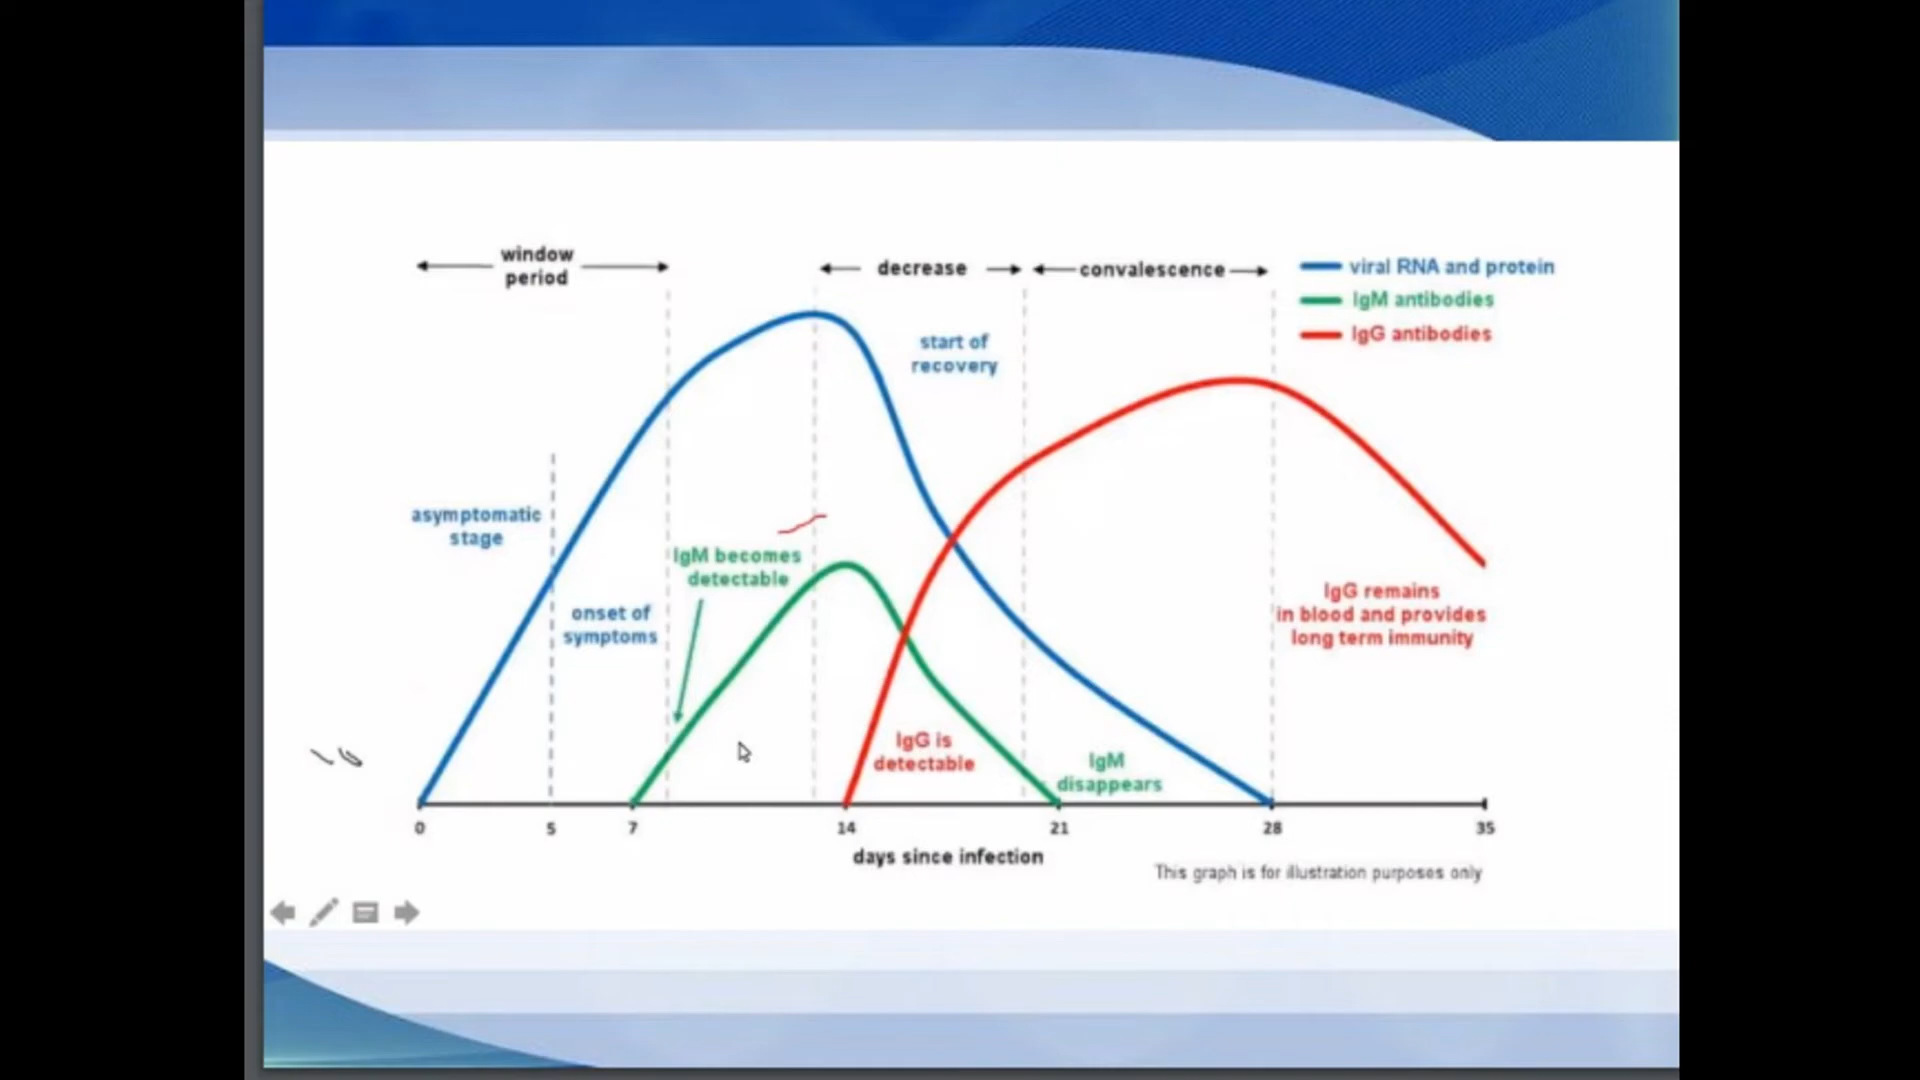 window
period
decrease
convalescence
viral RNA and protein
IgM antibodies
IgG antibodies
start of
recovery
asymptomatic
stage
IgM becomes
detectable
onset of
symptoms
IgG remains
in blood and provides
long term immunity
IgG is
detectable
IgM
disappears
0 5 7 14 21 28 35
days since infection
This graph is for illustration purposes only